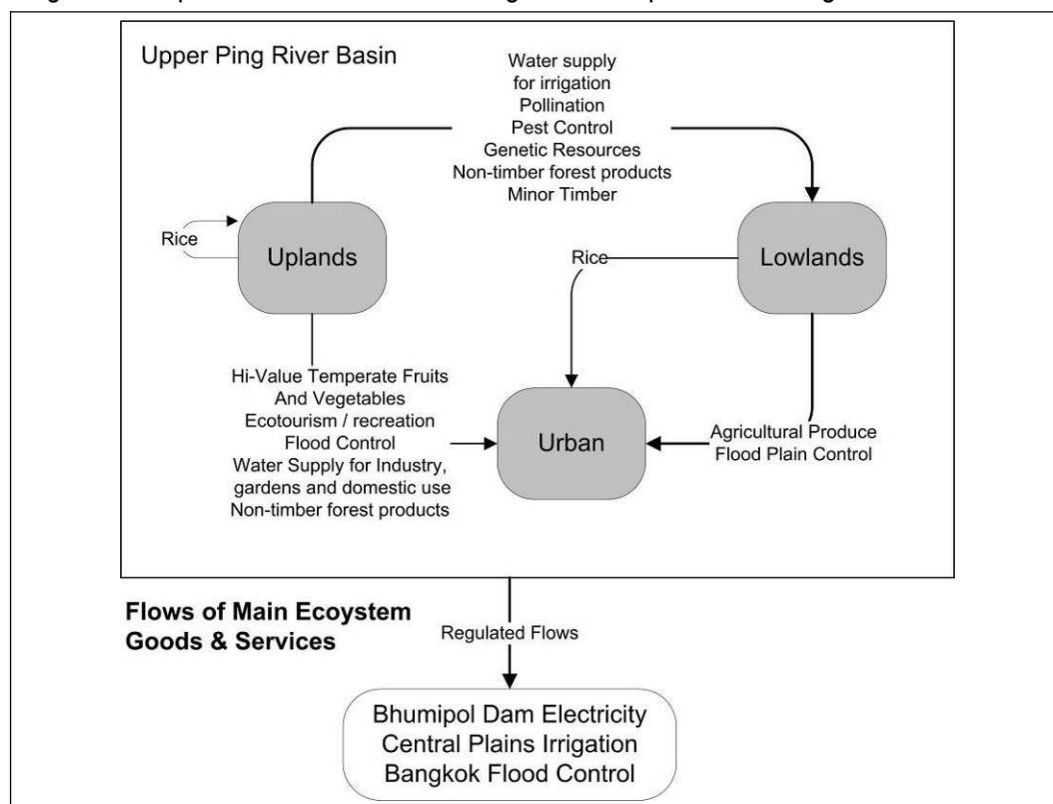 Upper Ping River Basin
Water supply
for irrigation
Pollination
Pest Control
Genetic Resources
Non-timber forest products
Minor Timber
Rice
Uplands
Rice
Lowlands
Hi-Value Temperate Fruits
And Vegetables
Ecotourism / recreation
Flood Control
Water Supply for Industry,
gardens and domestic use
Non-timber forest products
Urban
Agricultural Produce
Flood Plain Control
Flows of Main Ecoystem
Goods & Services
Regulated Flows
Bhumipol Dam Electricity
Central Plains Irrigation
Bangkok Flood Control